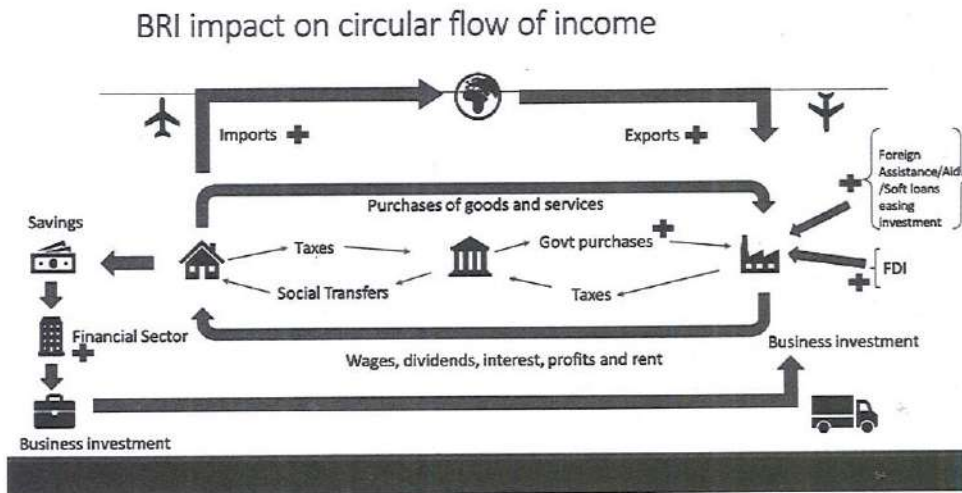 BRI impact on circular flow of income
Imports
Exports
Foreign
Assistance/Aid
/Soft loans
easing
investment
Purchases of goods and services
Savings
Taxes
Govt purchases
FDI
Social Transfers
Taxes
Financial Sector
Wages, dividends, interest, profits and rent
Business investment
Business investment